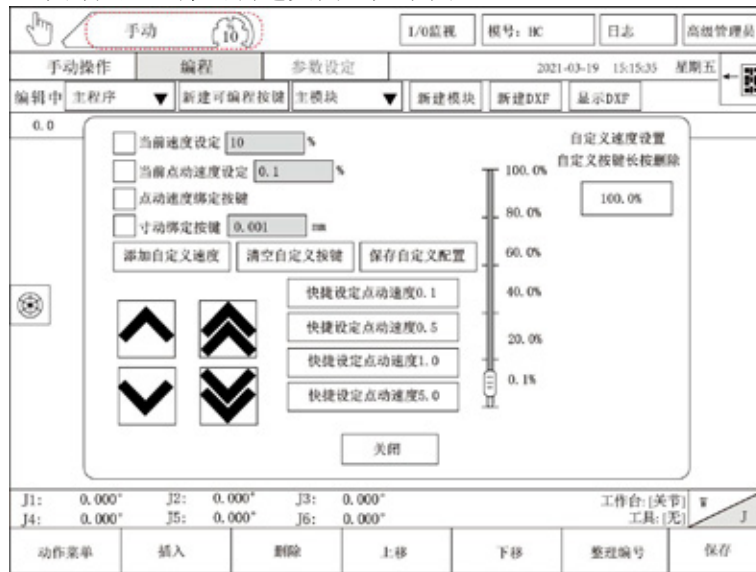 手动 10 I/O监视 模号: HC 日志 高级管理员
手动操作 编程 参数设定 2021-03-19 15:15:35 星期五
编辑中 主程序 新建可编程按键 主模块 新建模块 新建DXF 显示DXF
0.0
当前速度设定 10 %
当前点动速度设定 0.1 %
点动速度绑定按键
寸动绑定按键 0.001 mm
添加自定义速度 清空自定义按键 保存自定义配置
快捷设定点动速度0.1
快捷设定点动速度0.5
快捷设定点动速度1.0
快捷设定点动速度5.0
100.0%
80.0%
60.0%
40.0%
20.0%
0.1%
自定义速度设置
自定义按键长按删除
100.0%
关闭
J1: 0.000° J2: 0.000° J3: 0.000° 工作台:[关节]
J4: 0.000° J5: 0.000° J6: 0.000° 工具:[无]
W
J
动作菜单 插入 删除 上移 下移 整理编号 保存